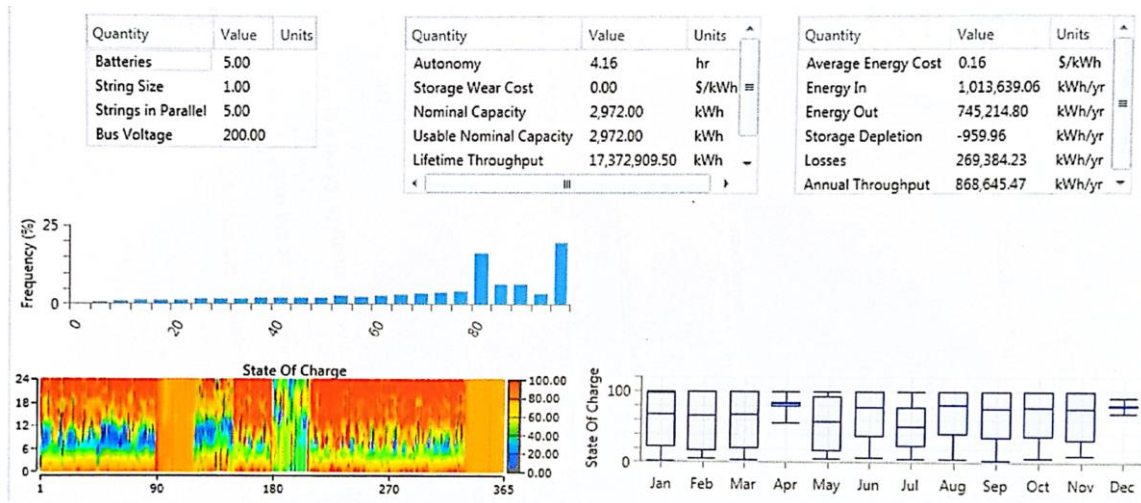 Quantity Value Units
Batteries 5.00
String Size 1.00
Strings in Parallel 5.00
Bus Voltage 200.00
Quantity Value Units
Autonomy 4.16 hr
Storage Wear Cost 0.00 $/kWh
Nominal Capacity 2,972.00 kWh
Usable Nominal Capacity 2,972.00 kWh
Lifetime Throughput 17,372,909.50 kWh
Quantity Value Units
Average Energy Cost 0.16 $/kWh
Energy In 1,013,639.06 kWh/yr
Energy Out 745,214.80 kWh/yr
Storage Depletion -959.96 kWh/yr
Losses 269,384.23 kWh/yr
Annual Throughput 868,645.47 kWh/yr
Frequency (%)
25
0
0 20 40 60 80
State Of Charge
24
18
12
6
0
1 90 180 270 365
100.00
80.00
60.00
40.00
20.00
0.00
State Of Charge
100
0
Jan Feb Mar Apr May Jun Jul Aug Sep Oct Nov Dec